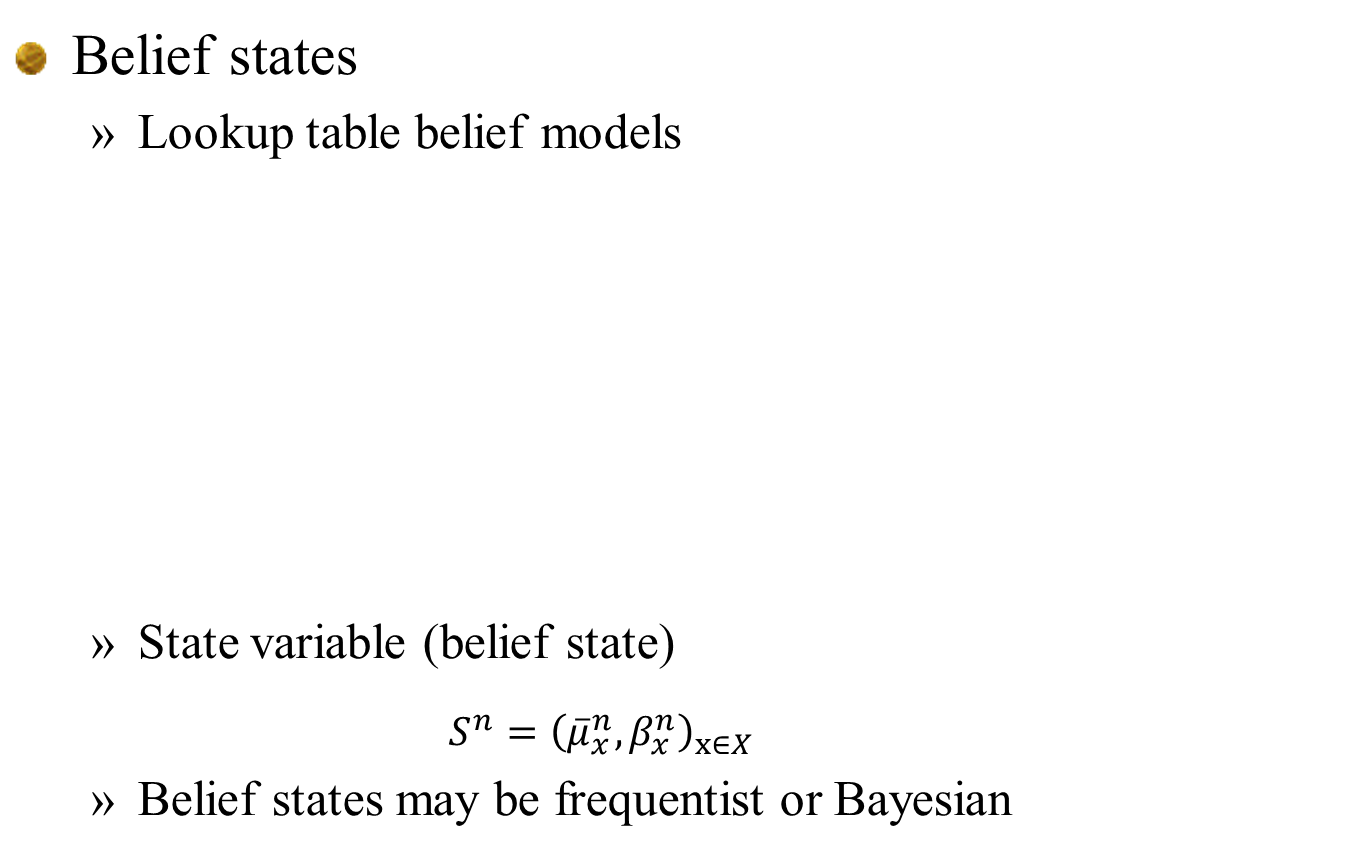 Belief states
» Lookup table belief models
» State variable (belief state)
Sⁿ = (μ̄ₓⁿ, βₓⁿ)ₓ∈X
» Belief states may be frequentist or Bayesian